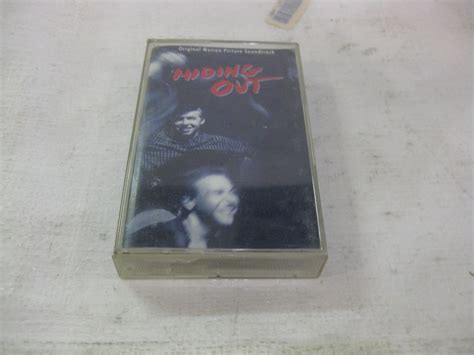 Original Motion Picture Soundtrack
HIDING
OUT